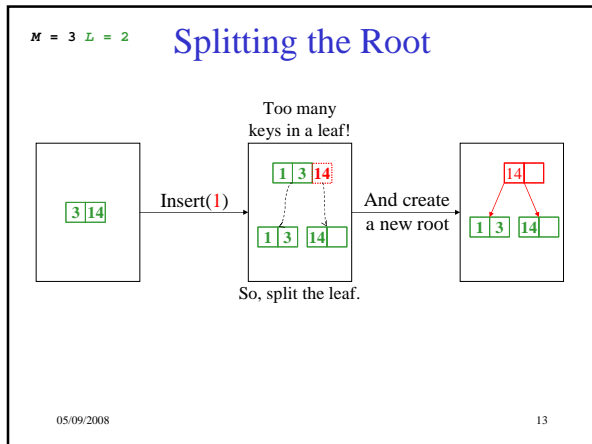 M = 3 L = 2
Splitting the Root
Too many
keys in a leaf!
3 14
Insert(1)
1 3 14
1 3 14
So, split the leaf.
And create
a new root
14
1 3 14
05/09/2008
13